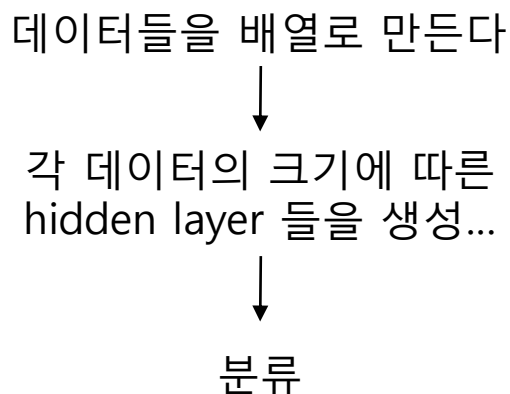 데이터들을 배열로 만든다
각 데이터의 크기에 따른
hidden layer 들을 생성...
분류